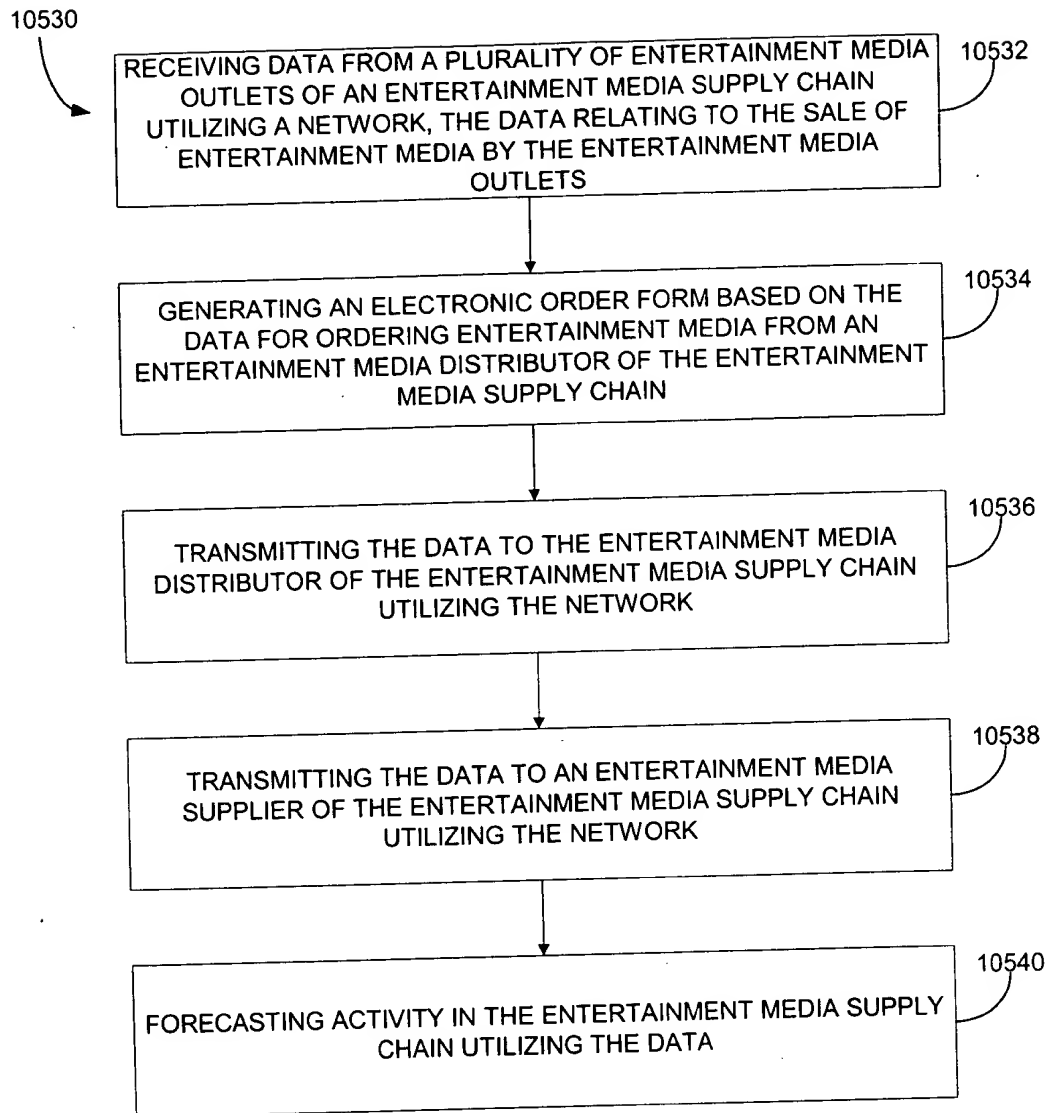 10530
RECEIVING DATA FROM A PLURALITY OF ENTERTAINMENT MEDIA
OUTLETS OF AN ENTERTAINMENT MEDIA SUPPLY CHAIN
UTILIZING A NETWORK, THE DATA RELATING TO THE SALE OF
ENTERTAINMENT MEDIA BY THE ENTERTAINMENT MEDIA
OUTLETS
10532
GENERATING AN ELECTRONIC ORDER FORM BASED ON THE
DATA FOR ORDERING ENTERTAINMENT MEDIA FROM AN
ENTERTAINMENT MEDIA DISTRIBUTOR OF THE ENTERTAINMENT
MEDIA SUPPLY CHAIN
10534
TRANSMITTING THE DATA TO THE ENTERTAINMENT MEDIA
DISTRIBUTOR OF THE ENTERTAINMENT MEDIA SUPPLY CHAIN
UTILIZING THE NETWORK
10536
TRANSMITTING THE DATA TO AN ENTERTAINMENT MEDIA
SUPPLIER OF THE ENTERTAINMENT MEDIA SUPPLY CHAIN
UTILIZING THE NETWORK
10538
FORECASTING ACTIVITY IN THE ENTERTAINMENT MEDIA SUPPLY
CHAIN UTILIZING THE DATA
10540